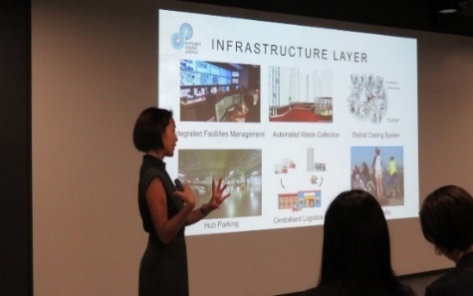 INFRASTRUCTURE LAYER
Integrated Facilities Management
Automated Waste Collection
District Cooling System
Hub Parking
Centralised Logistics